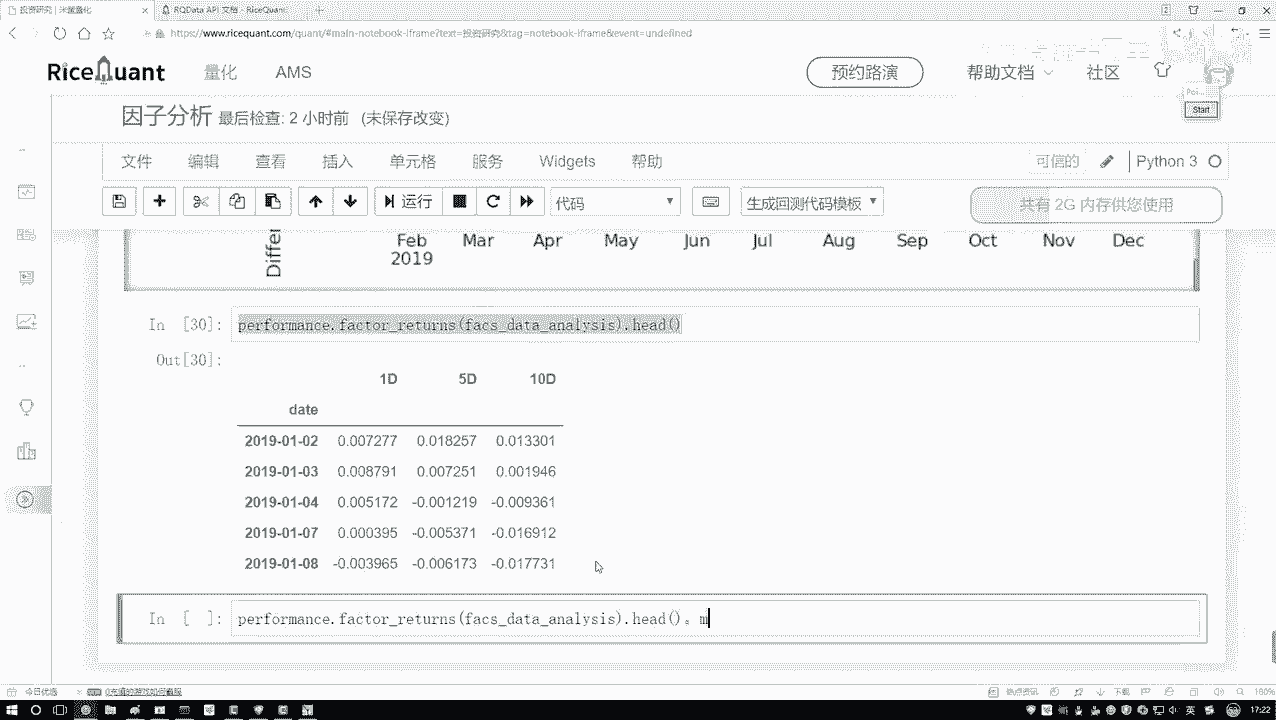 投资研究 | 米筐量化
RQData API 文档 - RiceQuant
https://www.ricequant.com/quant/#main-notebook-iframe?text=投资研究&tag=notebook-iframe&event=undefined
RiceQuant 量化 AMS 预约路演 帮助文档 社区
Start
因子分析 最后检查: 2 小时前 (未保存改变)
文件 编辑 查看 插入 单元格 服务 Widgets 帮助 可信的 Python 3
运行 代码 生成回测代码模板 共有 2G 内存供您使用
Differ
Feb Mar Apr May Jun Jul Aug Sep Oct Nov Dec
2019
In [30]: performance.factor_returns(facs_data_analysis).head()
Out[30]:
1D 5D 10D
date
2019-01-02 0.007277 0.018257 0.013301
2019-01-03 0.008791 0.007251 0.001946
2019-01-04 0.005172 -0.001219 -0.009361
2019-01-07 0.000395 -0.005371 -0.016912
2019-01-08 -0.003965 -0.006173 -0.017731
In [ ]: performance.factor_returns(facs_data_analysis).head()。m
今日优选
热点资讯 下载 160%
英 17:22